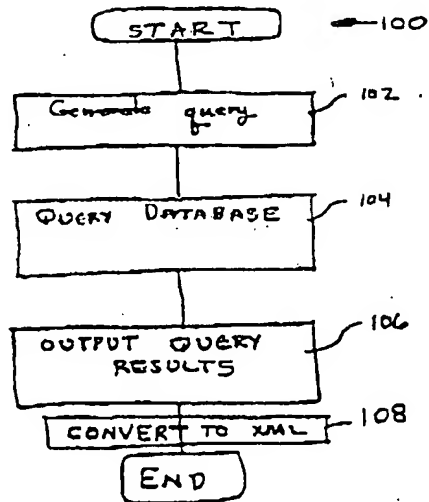 START
100
Generate query
102
QUERY DATABASE
104
OUTPUT QUERY
RESULTS
106
CONVERT TO XML
108
END